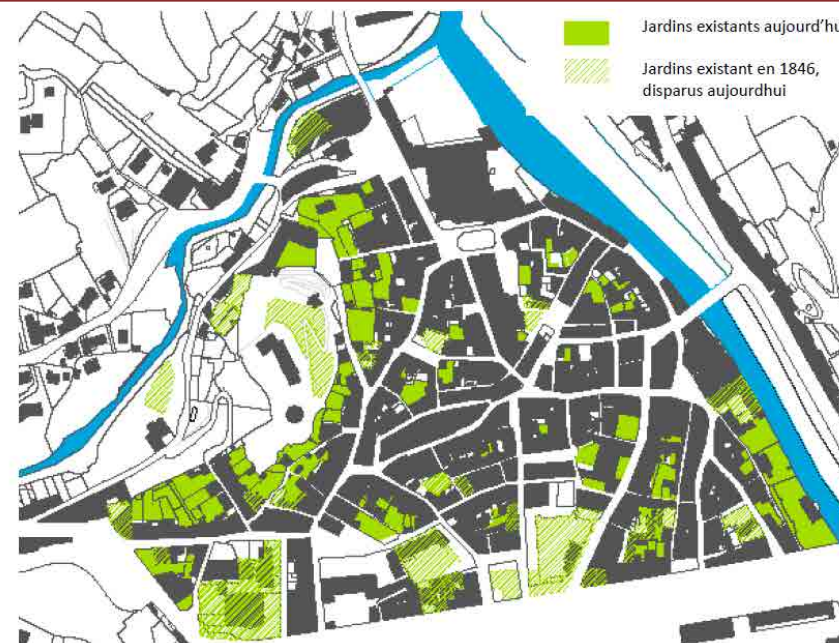 Jardins existants aujourd'hu
Jardins existant en 1846,
disparus aujourdhui